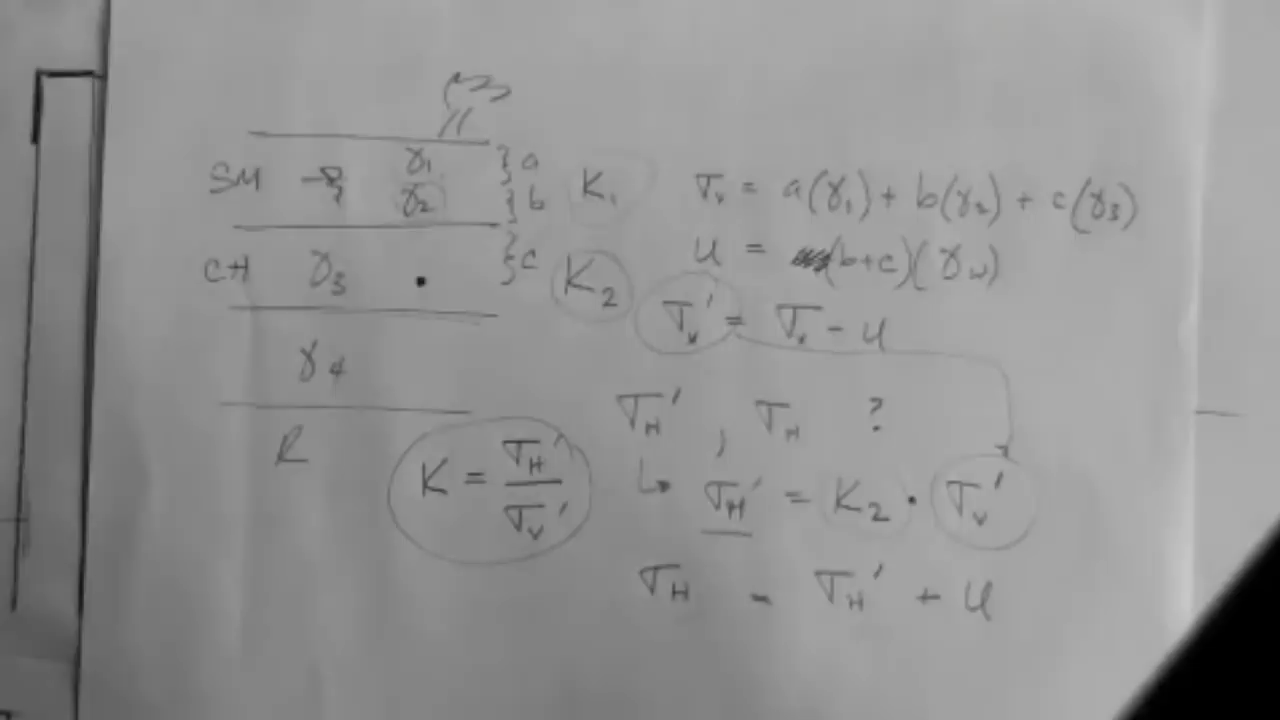 SM γ1 } a K1 σv = a(γ1) + b(γ2) + c(γ3)
γ2 } b
u = (b+c)(γw)
CH γ3 . } c K2
σv' = σv - u
γ4
σH' , σH ?
R
K = σH' / σv'
↳ σH' = K2 · σv'
σH = σH' + u